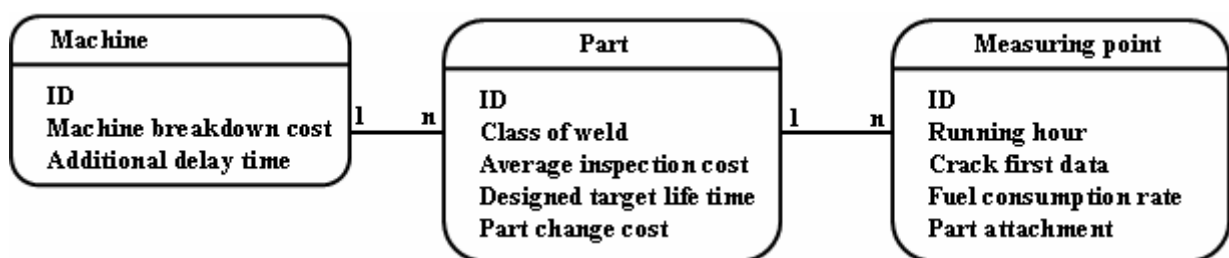 Machine
ID
Machine breakdown cost
Additional delay time
1
n
Part
ID
Class of weld
Average inspection cost
Designed target life time
Part change cost
1
n
Measuring point
ID
Running hour
Crack first data
Fuel consumption rate
Part attachment